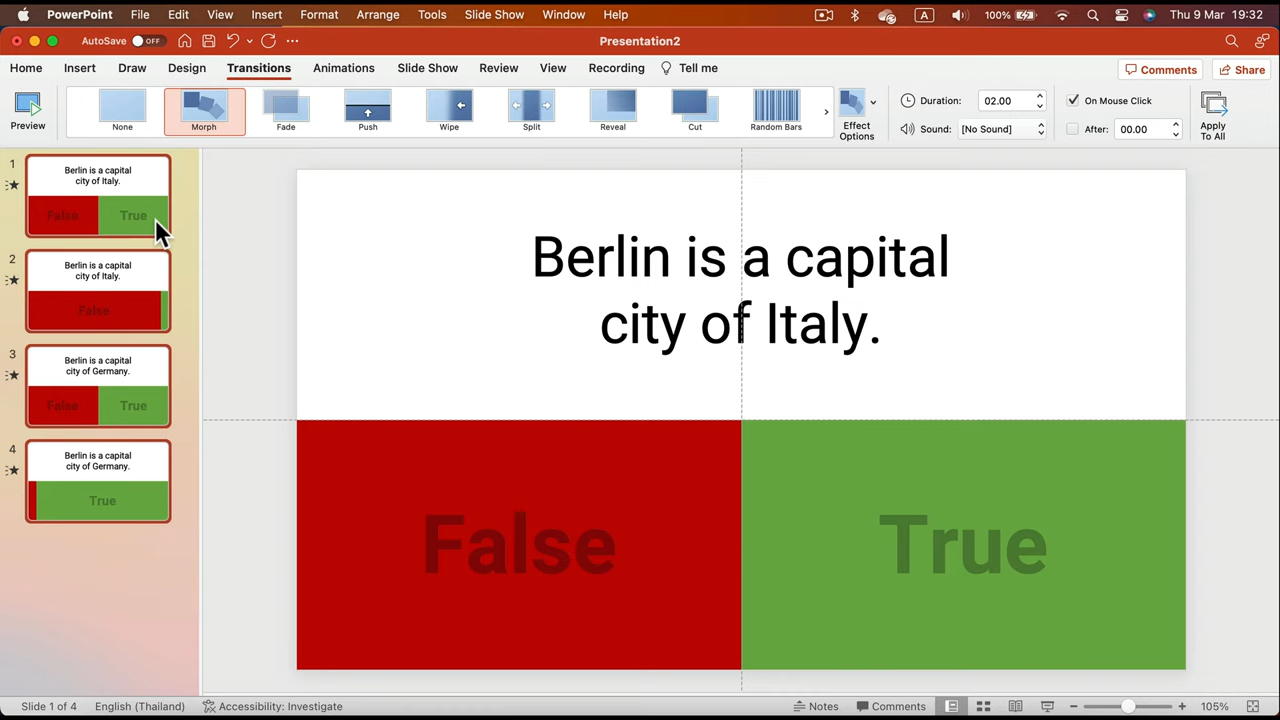 PowerPoint File Edit View Insert Format Arrange Tools Slide Show Window Help A 100% Thu 9 Mar 19:32
AutoSave OFF Presentation2
Home Insert Draw Design Transitions Animations Slide Show Review View Recording Tell me Comments Share
Preview None Morph Fade Push Wipe Split Reveal Cut Random Bars Effect Options Duration: 02.00 On Mouse Click Apply To All
Sound: [No Sound] After: 00.00
1
Berlin is a capital
city of Italy.
False True
2
Berlin is a capital
city of Italy.
False
3
Berlin is a capital
city of Germany.
False True
4
Berlin is a capital
city of Germany.
True
Berlin is a capital
city of Italy.
False True
Slide 1 of 4 English (Thailand) Accessibility: Investigate Notes Comments 105%